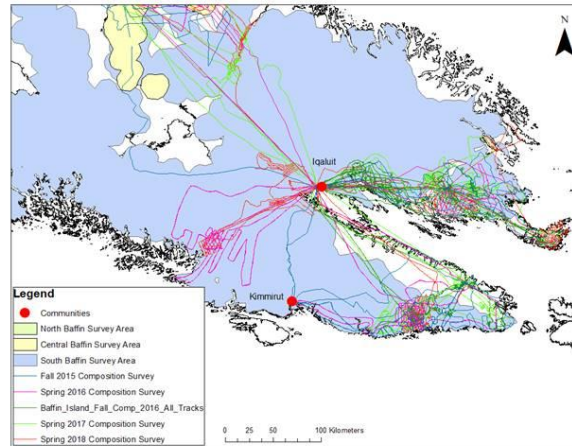 N
Iqaluit
Kimmirut
Legend
Communities
North Baffin Survey Area
Central Baffin Survey Area
South Baffin Survey Area
Fall 2015 Composition Survey
Spring 2016 Composition Survey
Baffin_Island_Fall_Comp_2016_All_Tracks
Spring 2017 Composition Survey
Spring 2018 Composition Survey
0 25 50 100 Kilometers